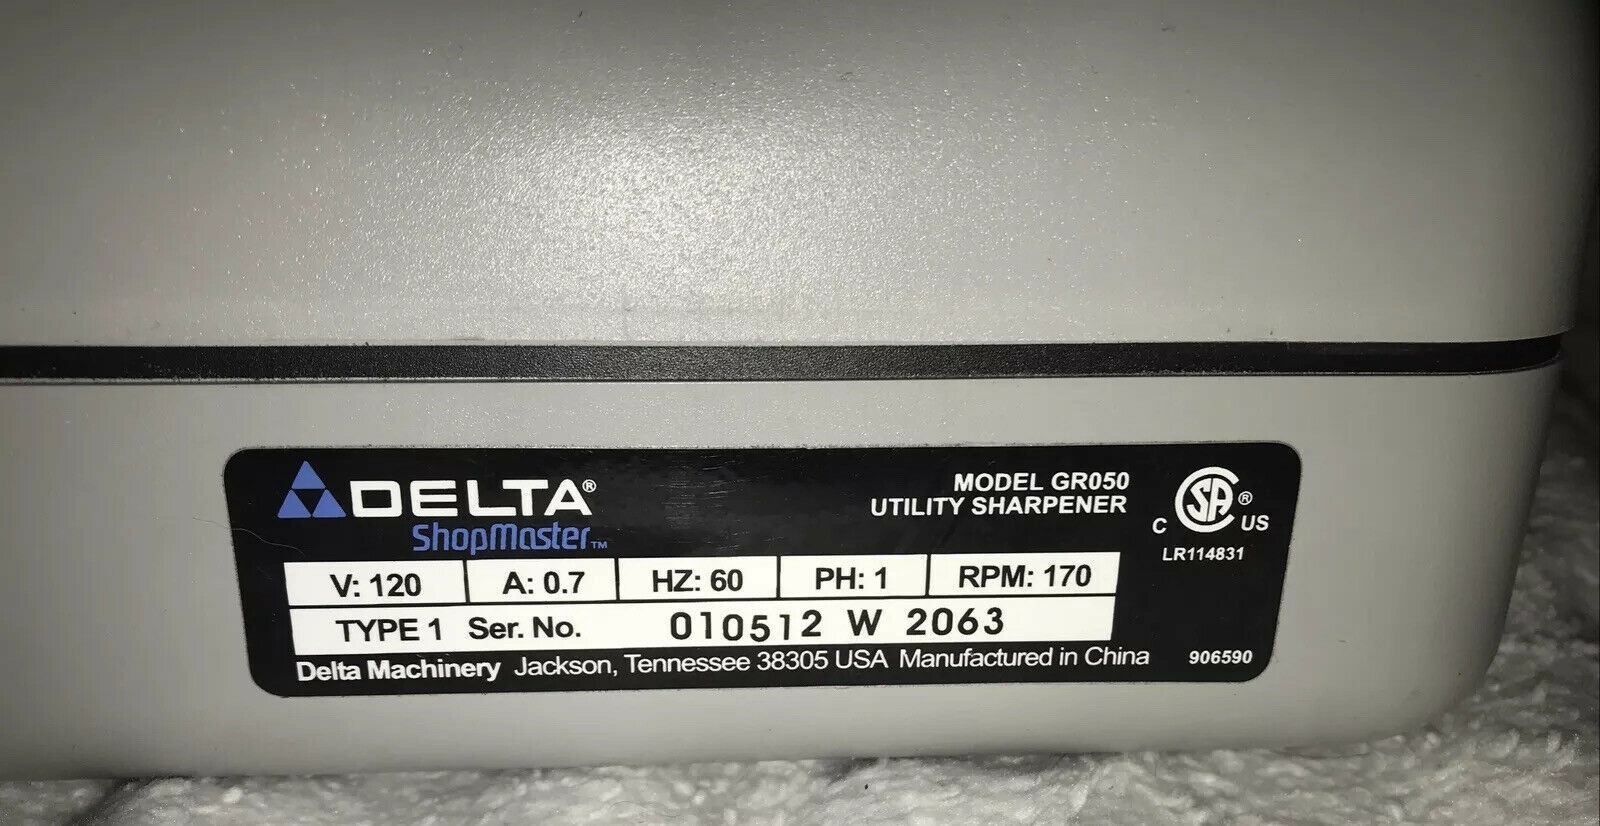 DELTA®
ShopMaster™
MODEL GR050
UTILITY SHARPENER
C SA® US
LR114831
V: 120 A: 0.7 HZ: 60 PH: 1 RPM: 170
TYPE 1 Ser. No. 010512 W 2063
Delta Machinery Jackson, Tennessee 38305 USA Manufactured in China 906590